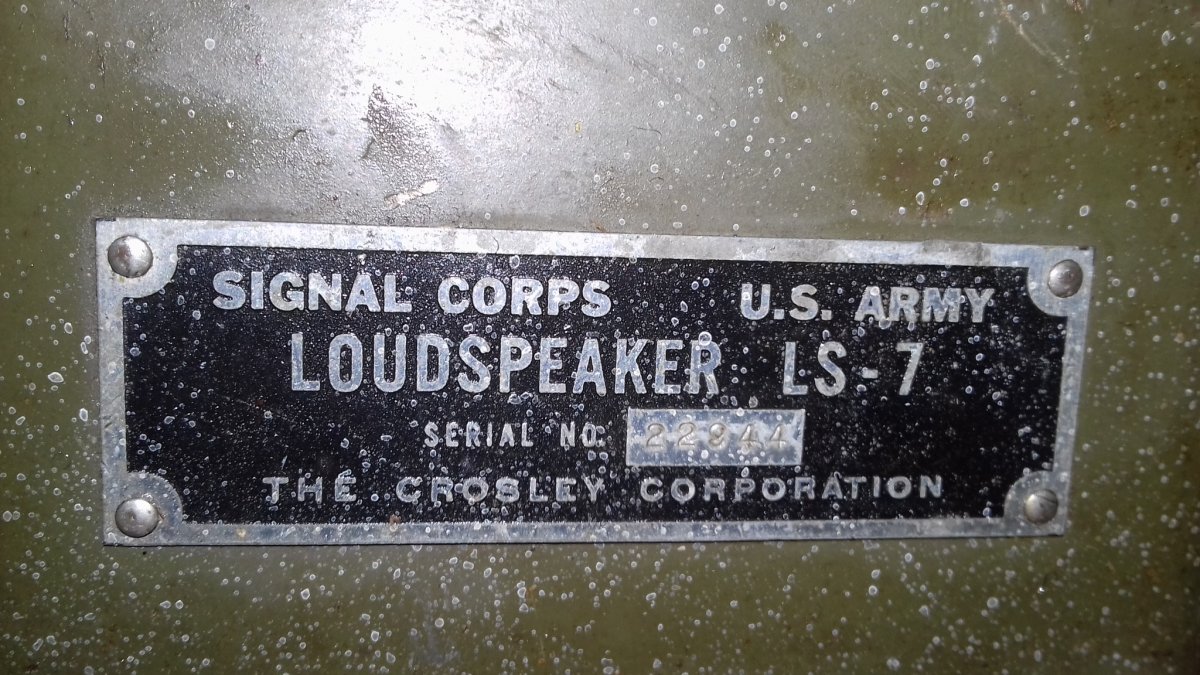 SIGNAL CORPS U.S. ARMY
LOUDSPEAKER LS-7
SERIAL NO. 22944
THE CROSLEY CORPORATION